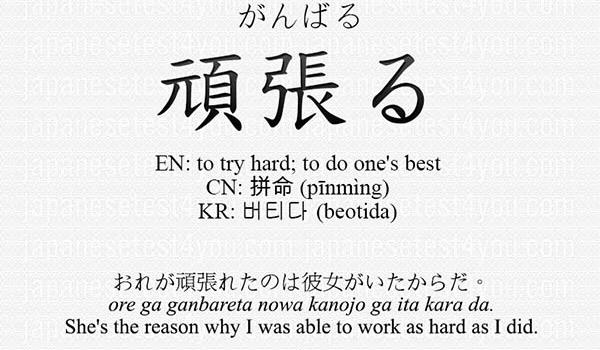 がんばる
頑張る
EN: to try hard; to do one's best
CN: 拼命 (pīnmìng)
KR: 버티다 (beotida)
おれが頑張れたのは彼女がいたからだ。
ore ga ganbareta nowa kanojo ga ita kara da.
She's the reason why I was able to work as hard as I did.